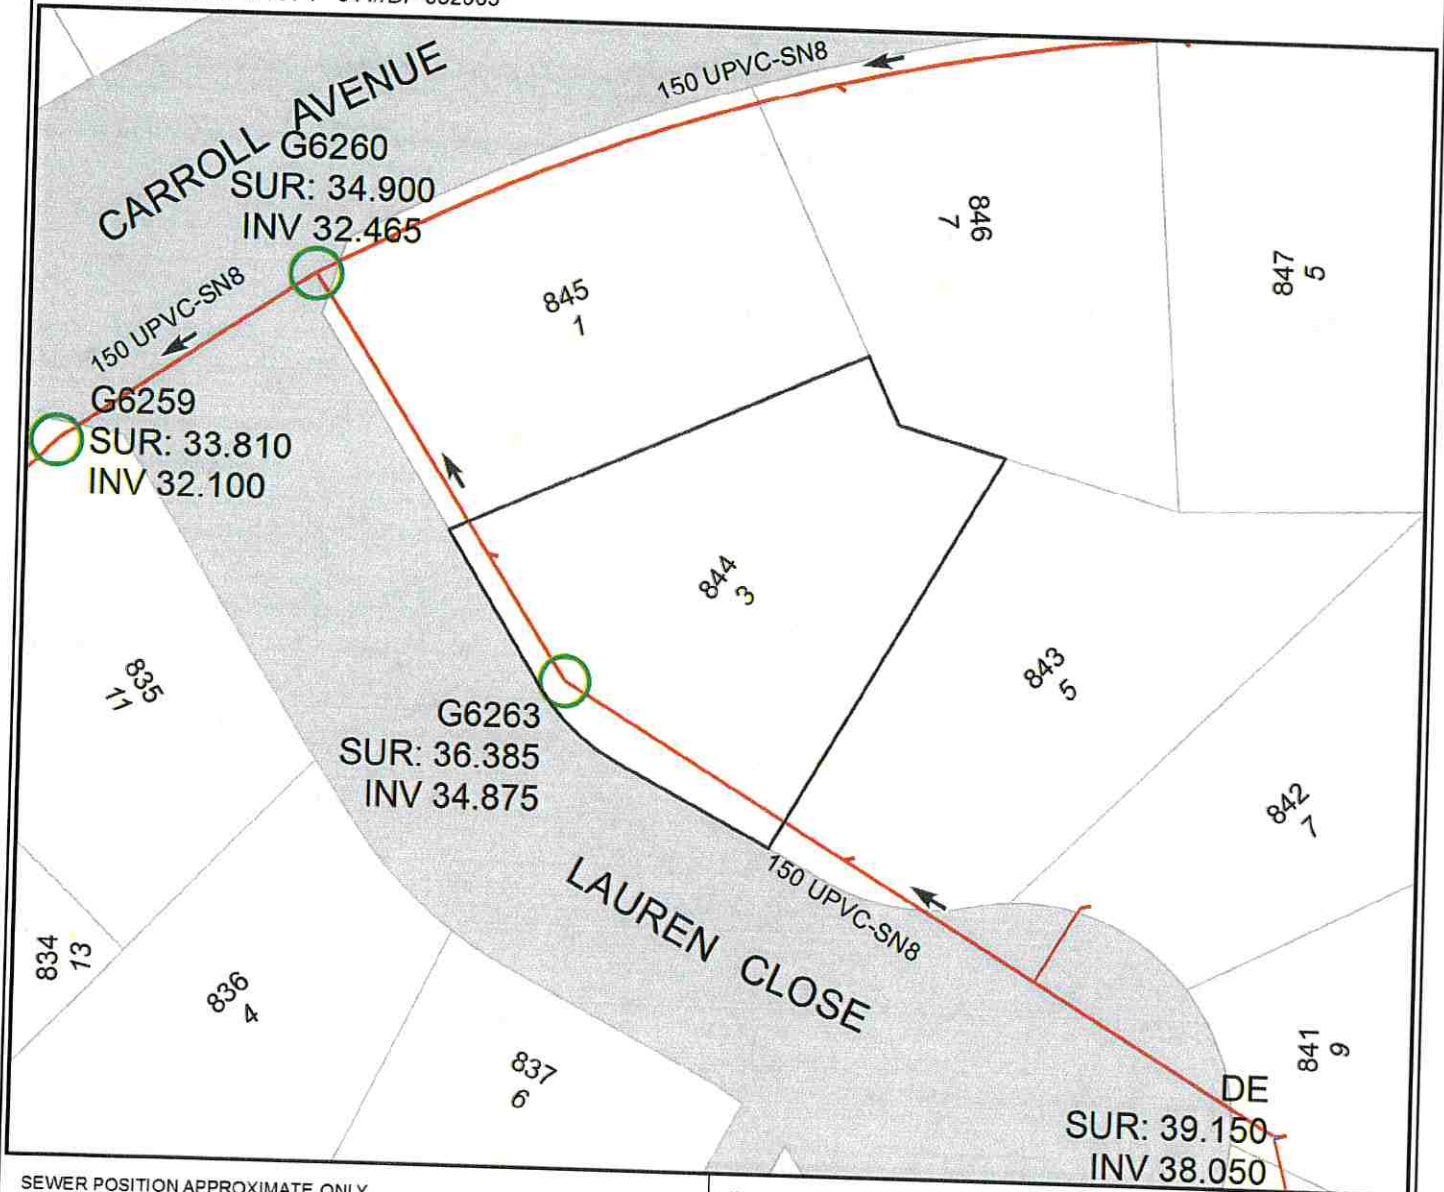 CARROLL AVENUE
150 UPVC-SN8
G6260
SUR: 34.900
INV 32.465
150 UPVC-SN8
G6259
SUR: 33.810
INV 32.100
845
1
846
7
847
5
844
3
843
5
842
7
835
11
G6263
SUR: 36.385
INV 34.875
150 UPVC-SN8
LAUREN CLOSE
834
13
836
4
837
6
841
9
DE
SUR: 39.150
INV 38.050
SEWER POSITION APPROXIMATE ONLY